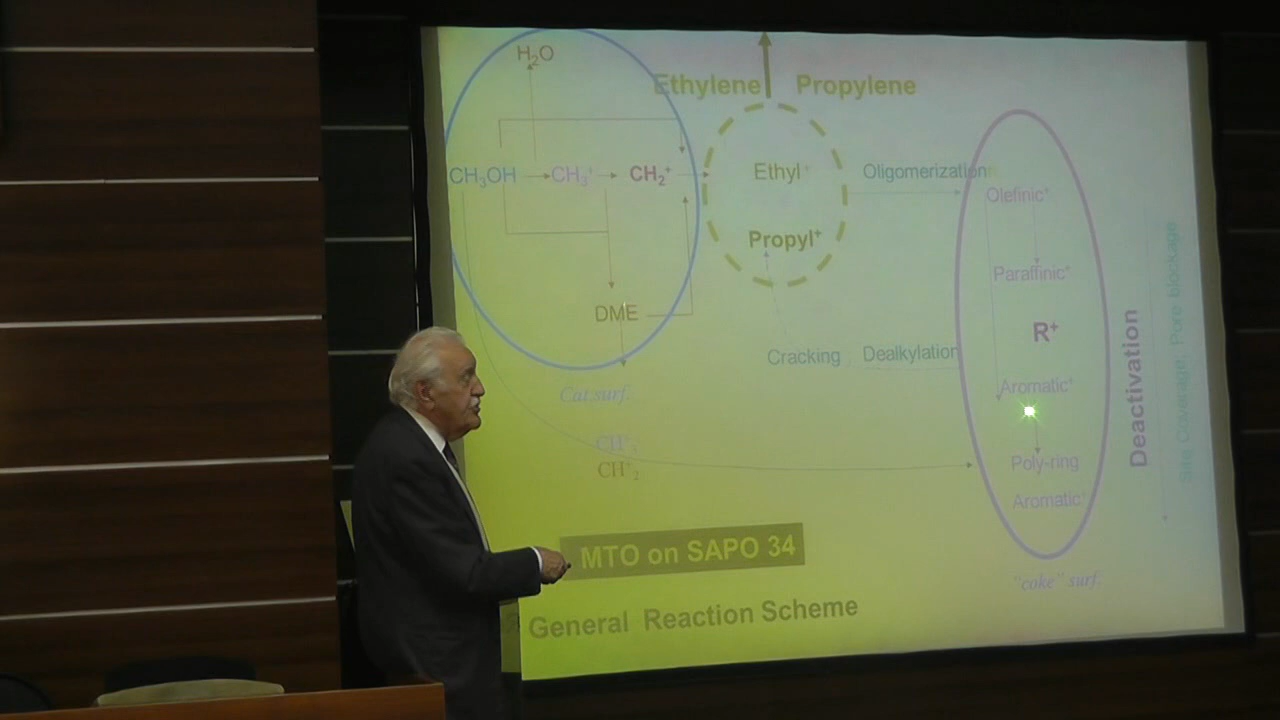 H₂O
Ethylene Propylene
CH₃OH CH₃⁺ CH₂⁺
Ethyl⁺
Propyl⁺
Oligomerization
Olefinic⁺
Paraffinic⁺
R⁺
DME
Cracking Dealkylation
Aromatic⁺
Cat.surf.
CH⁺₂
CH⁺₂
Poly-ring
Aromatic⁺
Deactivation
Site Coverage, Pore blockage
MTO on SAPO 34
"coke" surf.
General Reaction Scheme